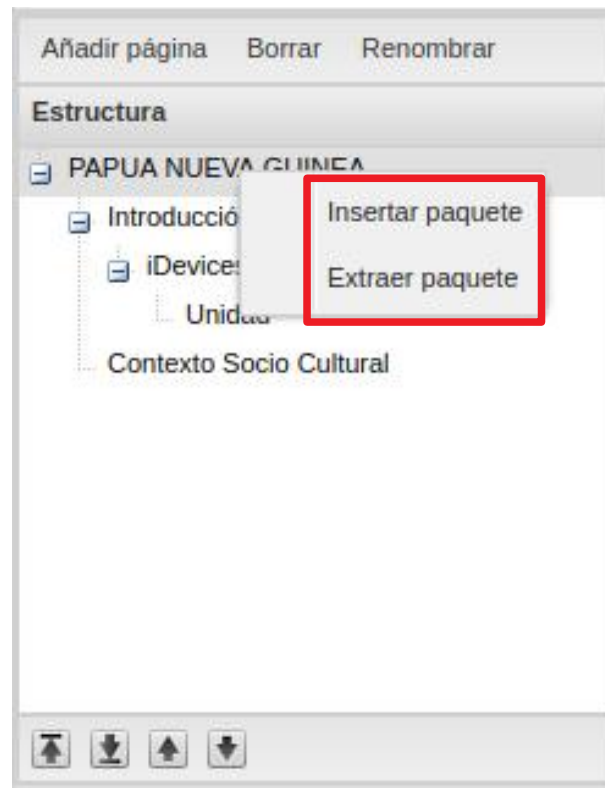 Añadir página Borrar Renombrar
Estructura
PAPUA NUEVA GUINEA
Introducció
Insertar paquete
iDevices
Extraer paquete
Unidad
Contexto Socio Cultural